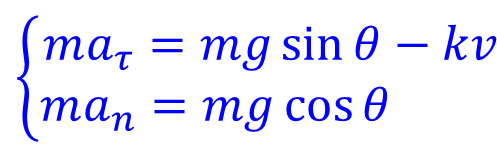 {ma_τ = mg sin θ − kv
ma_n = mg cos θ